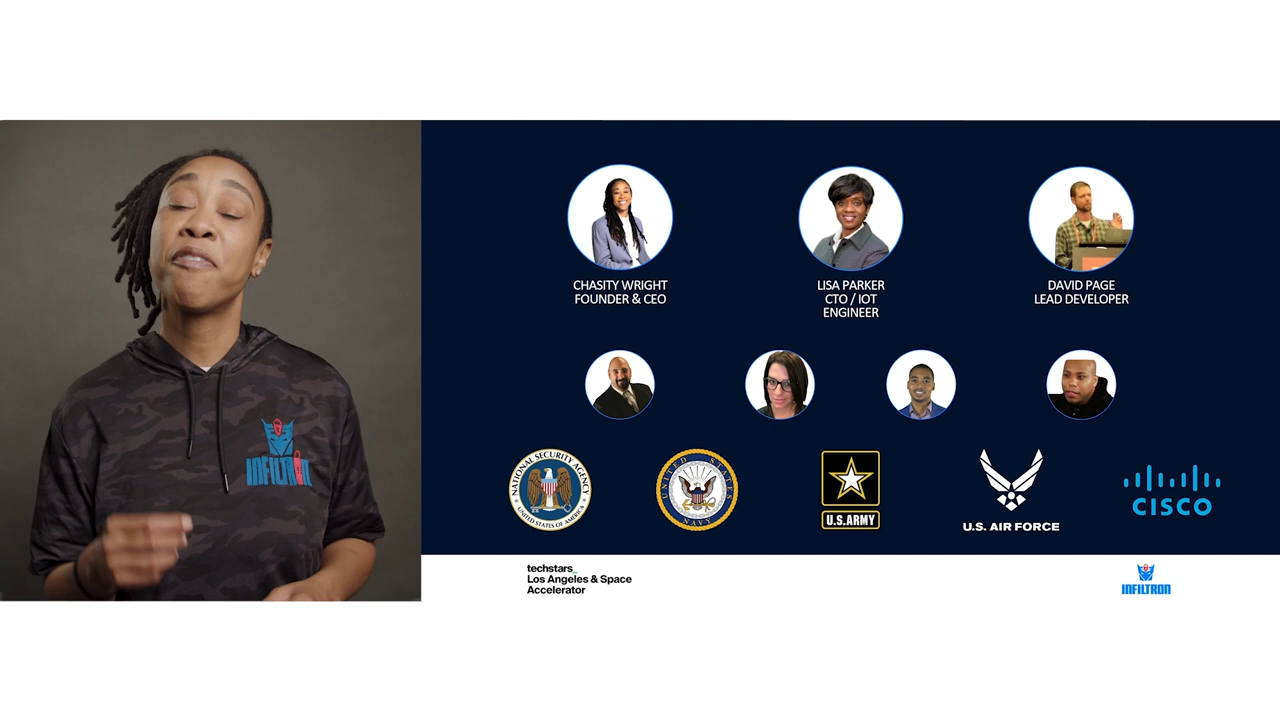 CHASITY WRIGHT
FOUNDER & CEO
LISA PARKER
CTO / IOT
ENGINEER
DAVID PAGE
LEAD DEVELOPER
INFILTRON
NATIONAL SECURITY AGENCY
UNITED STATES OF AMERICA
UNITED STATES
NAVY
U.S.ARMY
U.S. AIR FORCE
CISCO
techstars_
Los Angeles & Space
Accelerator
INFILTRON